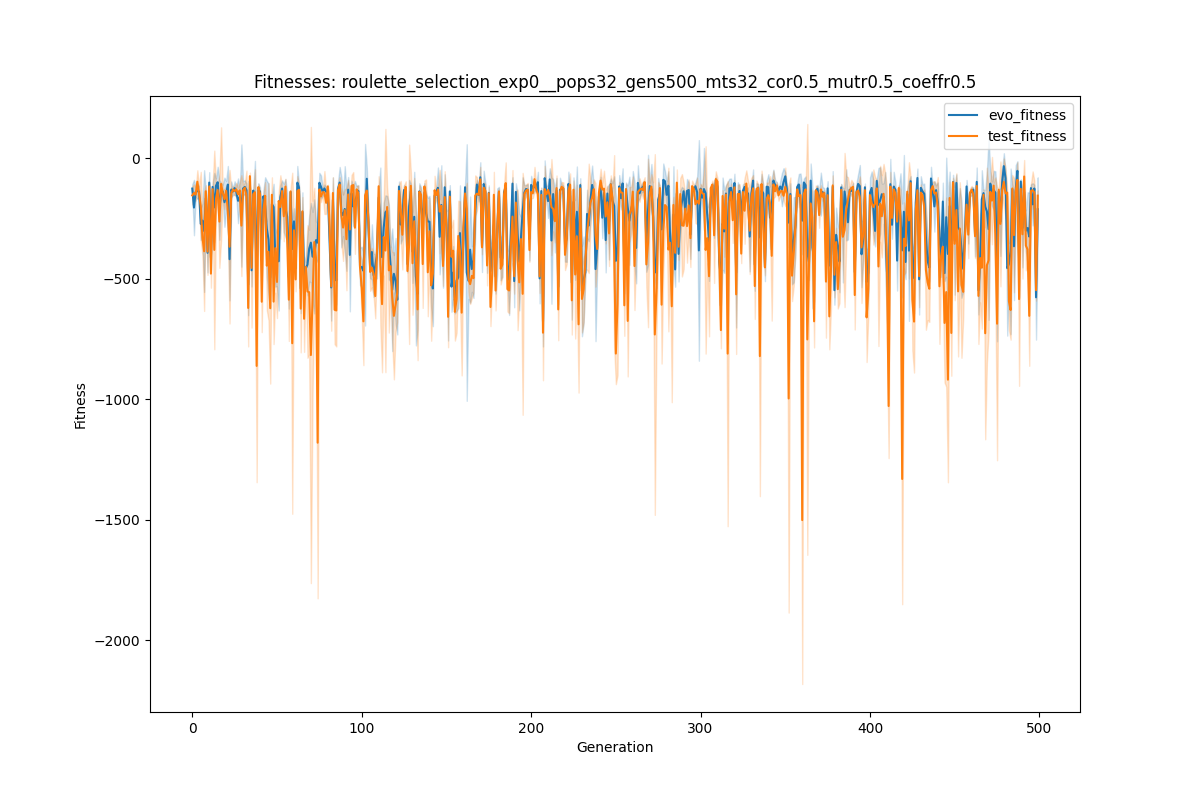 Fitnesses: roulette_selection_exp0__pops32_gens500_mts32_cor0.5_mutr0.5_coeffr0.5
evo_fitness
test_fitness
Fitness
0
−500
−1000
−1500
−2000
0
100
200
300
400
500
Generation